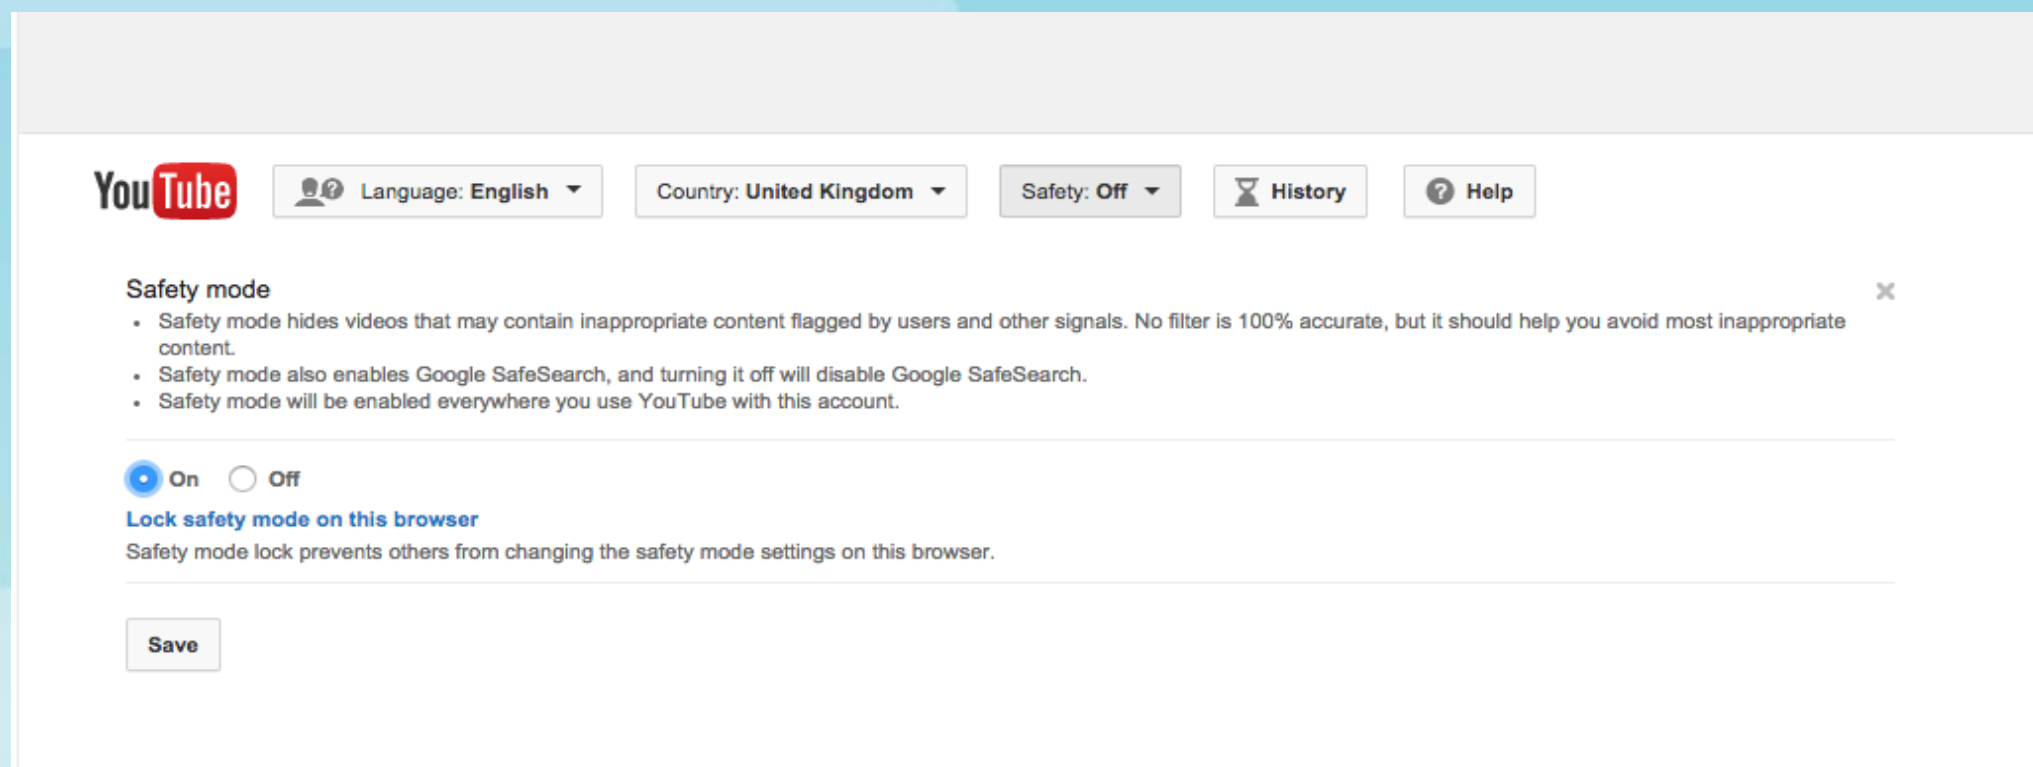 YouTube
Language: English
Country: United Kingdom
Safety: Off
History
? Help
Safety mode
• Safety mode hides videos that may contain inappropriate content flagged by users and other signals. No filter is 100% accurate, but it should help you avoid most inappropriate
content.
• Safety mode also enables Google SafeSearch, and turning it off will disable Google SafeSearch.
• Safety mode will be enabled everywhere you use YouTube with this account.
On Off
Lock safety mode on this browser
Safety mode lock prevents others from changing the safety mode settings on this browser.
Save